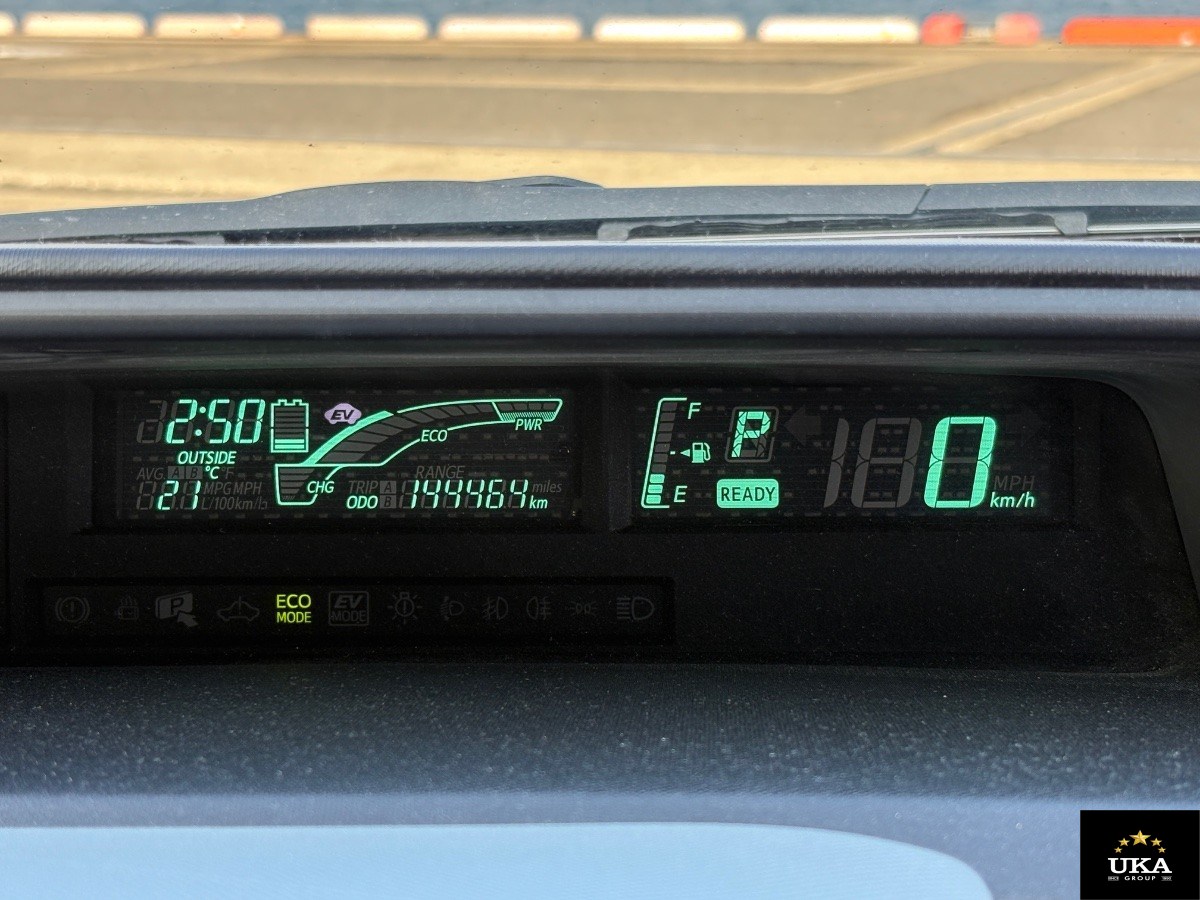 2:50
EV
OUTSIDE
°C °F
AVG A B
21 MPG MPH
L/100km/h
CHG
ECO
PWR
RANGE
TRIP A B
ODO 144464 km miles
F
E
P
READY
0
MPH
km/h
P
ECO
MODE
EV
MODE
UKA
GROUP